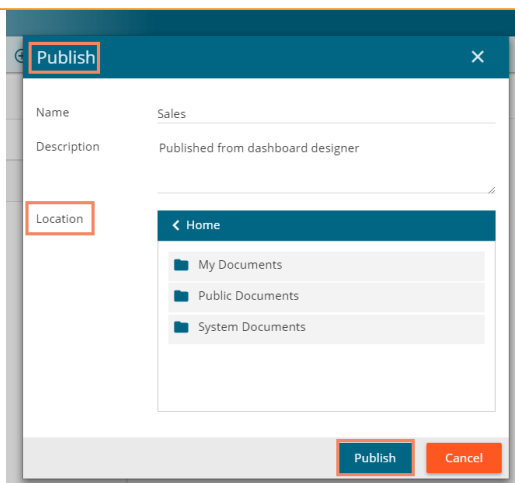 Publish
Name
Sales
Description
Published from dashboard designer
Location
Home
My Documents
Public Documents
System Documents
Publish
Cancel